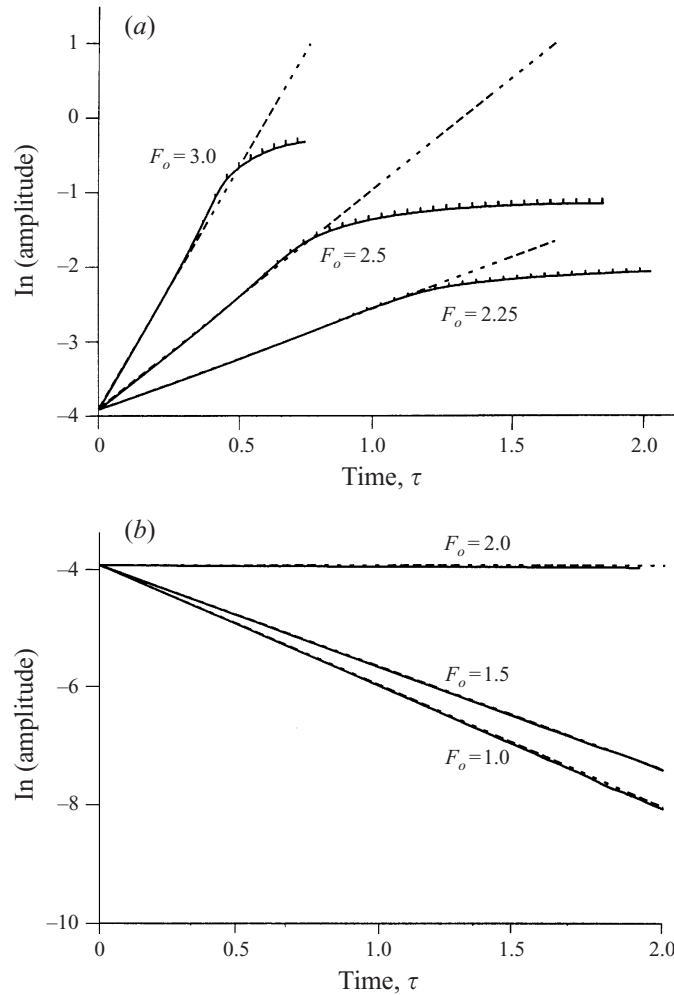 (a)
1
0
–1
–2
–3
–4
ln (amplitude)
F_o = 3.0
F_o = 2.5
F_o = 2.25
0
0.5
1.0
1.5
2.0
Time, τ
(b)
–4
–6
–8
–10
ln (amplitude)
F_o = 2.0
F_o = 1.5
F_o = 1.0
0
0.5
1.0
1.5
2.0
Time, τ